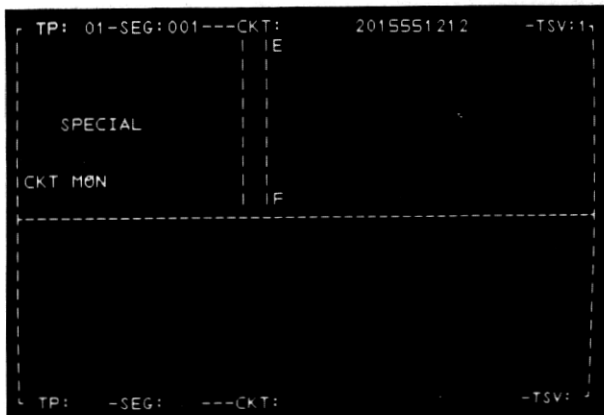 TP: 01-SEG:001---CKT: 2015551212 -TSV:1
E
SPECIAL
CKT MON
F
TP: -SEG: ---CKT: -TSV: